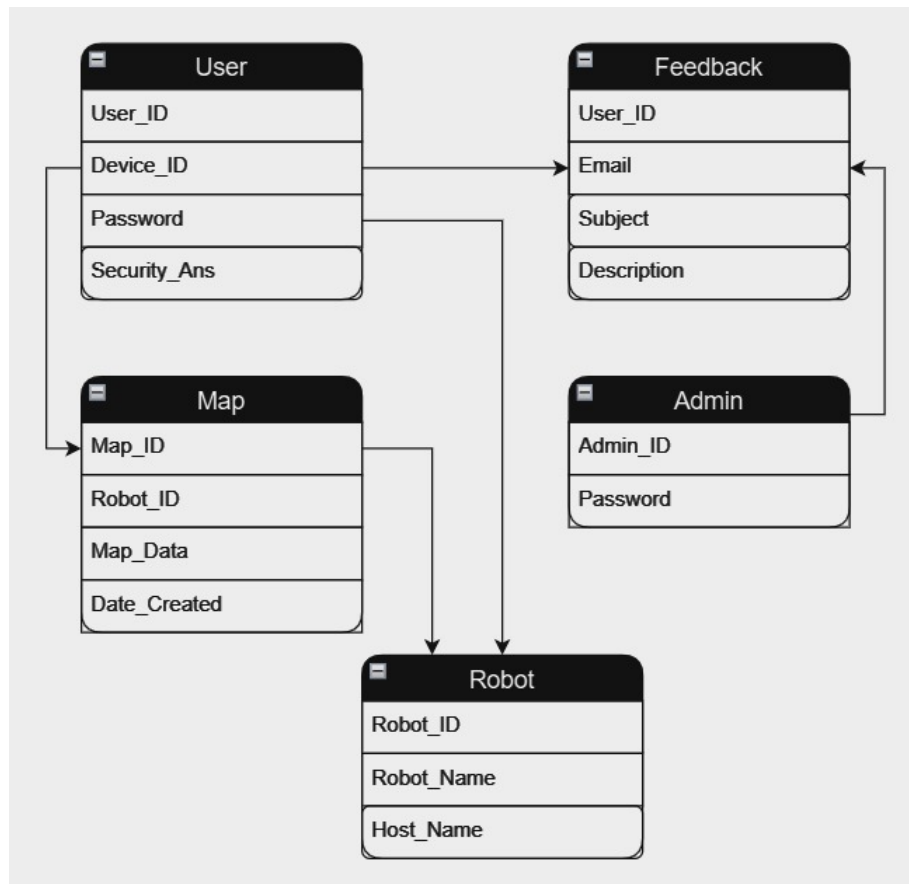 User
User_ID
Device_ID
Password
Security_Ans
Feedback
User_ID
Email
Subject
Description
Map
Map_ID
Robot_ID
Map_Data
Date_Created
Admin
Admin_ID
Password
Robot
Robot_ID
Robot_Name
Host_Name